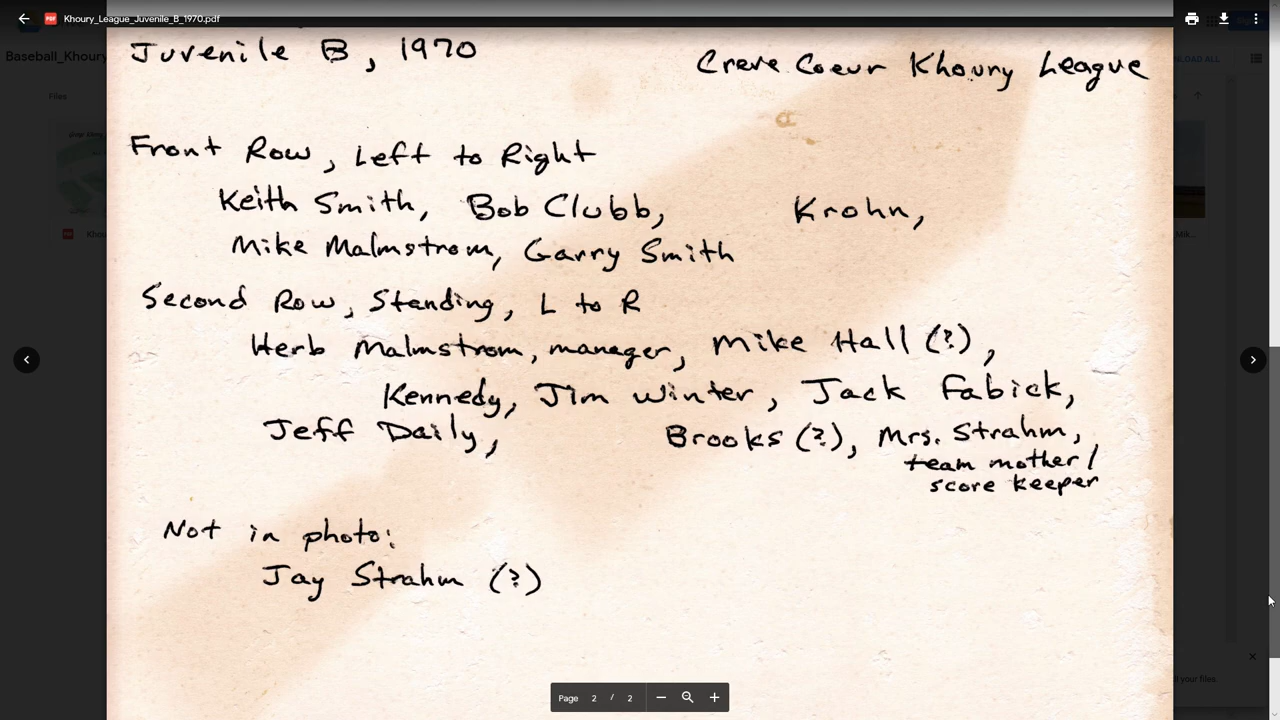 Khoury_League_Juvenile_B_1970.pdf
Baseball_Khoury
Files
Juvenile B, 1970
Creve Coeur Khoury League
Front Row, Left to Right
Keith Smith, Bob Clubb, Krohn,
Mike Malmstrom, Garry Smith
Second Row, Standing, L to R
Herb Malmstrom, manager, Mike Hall (?),
Kennedy, Jim Winter, Jack Fabick,
Jeff Daily, Brooks (?), Mrs. Strahm,
team mother/
score keeper
Not in photo:
Jay Strahm (?)
Page 2 / 2